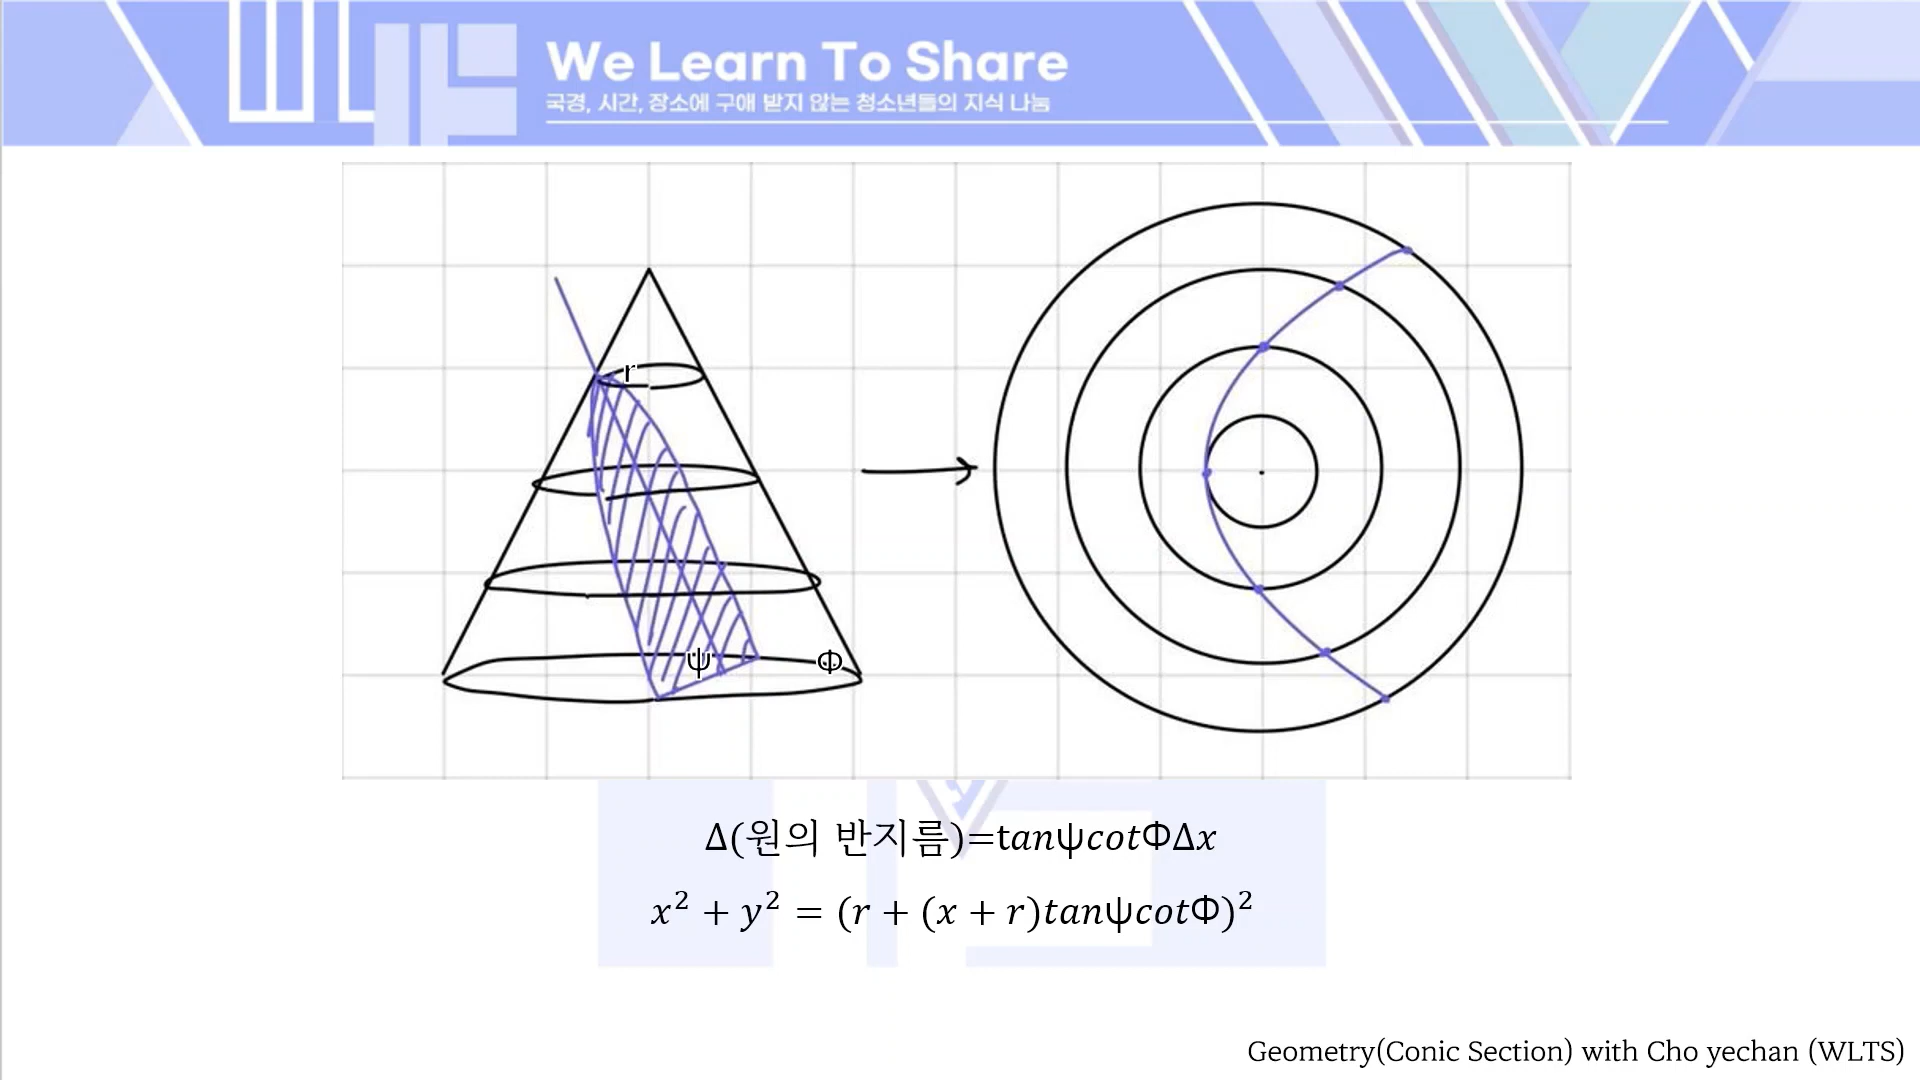 We Learn To Share
국경, 시간, 장소에 구애 받지 않는 청소년들의 지식 나눔
r
ψ Φ
Δ(원의 반지름)=tanψcotΦΔx
x² + y² = (r + (x + r)tanψcotΦ)²
Geometry(Conic Section) with Cho yechan (WLTS)